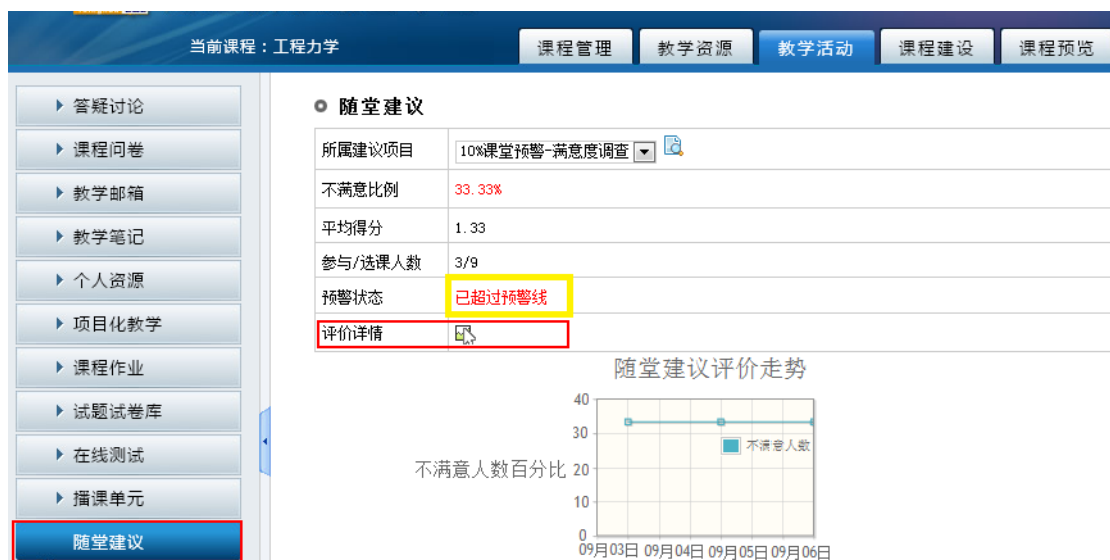 当前课程：工程力学
课程管理
教学资源
教学活动
课程建设
课程预览
答疑讨论
课程问卷
教学邮箱
教学笔记
个人资源
项目化教学
课程作业
试题试卷库
在线测试
播课单元
随堂建议
随堂建议
所属建议项目 10%课堂预警-满意度调查
不满意比例 33.33%
平均得分 1.33
参与/选课人数 3/9
预警状态 已超过预警线
评价详情
随堂建议评价走势
不满意人数百分比
40
30
20
10
0
不满意人数
09月03日 09月04日 09月05日 09月06日